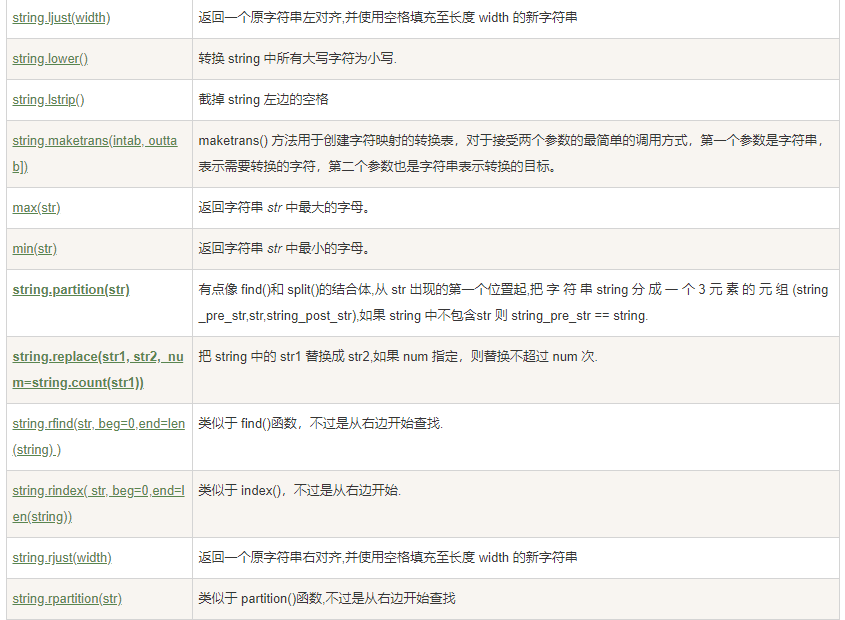 string.ljust(width)
返回一个原字符串左对齐,并使用空格填充至长度 width 的新字符串
string.lower()
转换 string 中所有大写字符为小写.
string.lstrip()
截掉 string 左边的空格
string.maketrans(intab, outta
b])
maketrans() 方法用于创建字符映射的转换表，对于接受两个参数的最简单的调用方式，第一个参数是字符串，
表示需要转换的字符，第二个参数也是字符串表示转换的目标。
max(str)
返回字符串 str 中最大的字母。
min(str)
返回字符串 str 中最小的字母。
string.partition(str)
有点像 find()和 split()的结合体,从 str 出现的第一个位置起,把 字 符 串 string 分 成 一 个 3 元 素 的 元 组 (string
_pre_str,str,string_post_str),如果 string 中不包含str 则 string_pre_str == string.
string.replace(str1, str2,  nu
m=string.count(str1))
把 string 中的 str1 替换成 str2,如果 num 指定，则替换不超过 num 次.
string.rfind(str, beg=0,end=len
(string) )
类似于 find()函数，不过是从右边开始查找.
string.rindex( str, beg=0,end=l
en(string))
类似于 index()，不过是从右边开始.
string.rjust(width)
返回一个原字符串右对齐,并使用空格填充至长度 width 的新字符串
string.rpartition(str)
类似于 partition()函数,不过是从右边开始查找